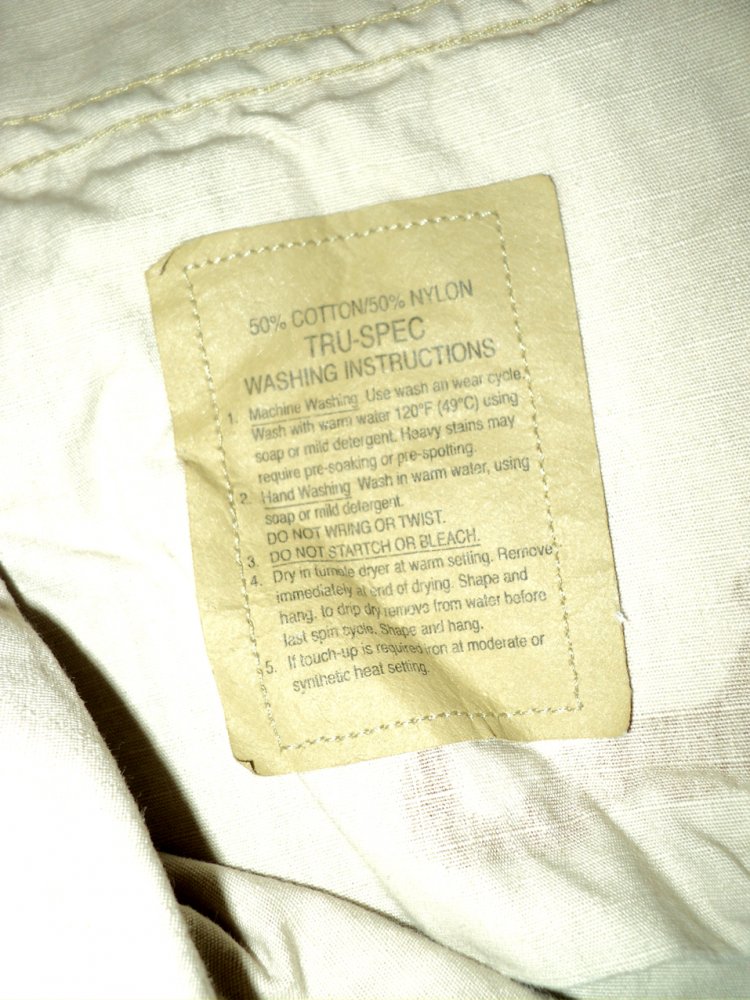 50% COTTON/50% NYLON
TRU-SPEC
WASHING INSTRUCTIONS
1. Machine Washing Use wash an wear cycle.
Wash with warm water 120°F (49°C) using
soap or mild detergent. Heavy stains may
require pre-soaking or pre-spotting.
2. Hand Washing Wash in warm water, using
soap or mild detergent.
DO NOT WRING OR TWIST.
3. DO NOT STARTCH OR BLEACH.
4. Dry in tumble dryer at warm setting. Remove
immediately at end of drying. Shape and
hang. to drip dry remove from water before
last spin cycle. Shape and hang.
5. If touch-up is required iron at moderate or
synthetic heat setting.